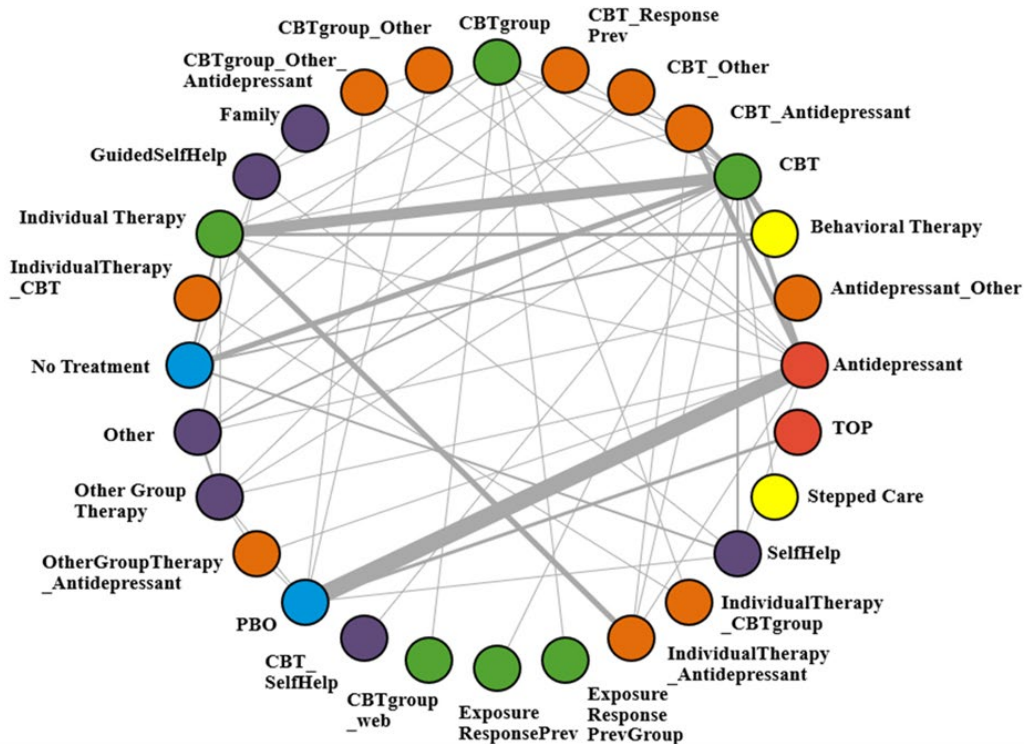 CBTgroup
CBT_Response
Prev
CBT_Other
CBT_Antidepressant
CBT
Behavioral Therapy
Antidepressant_Other
Antidepressant
TOP
Stepped Care
SelfHelp
IndividualTherapy
_CBTgroup
IndividualTherapy
_Antidepressant
Exposure
Response
PrevGroup
Exposure
ResponsePrev
CBTgroup
_web
CBT_
SelfHelp
PBO
OtherGroupTherapy
_Antidepressant
Other Group
Therapy
Other
No Treatment
IndividualTherapy
_CBT
Individual Therapy
GuidedSelfHelp
Family
CBTgroup_Other_
Antidepressant
CBTgroup_Other